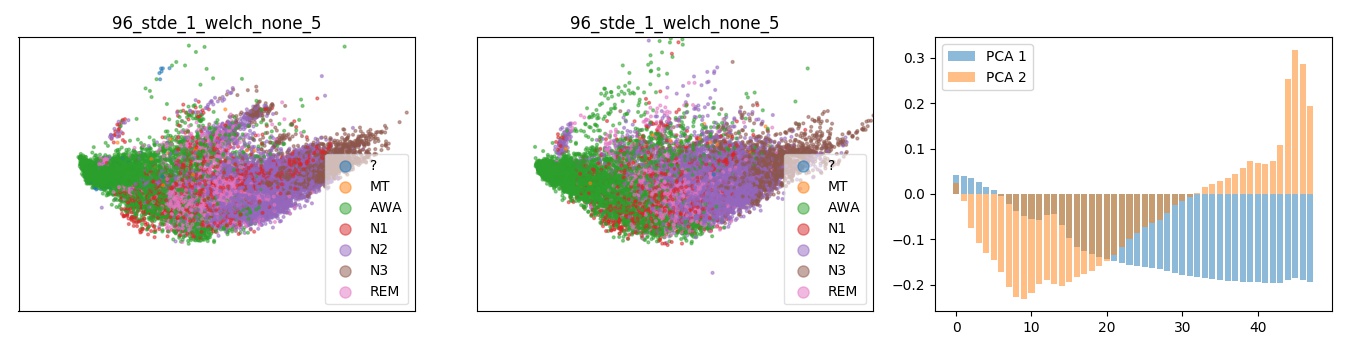 96_stde_1_welch_none_5
?
MT
AWA
N1
N2
N3
REM
96_stde_1_welch_none_5
?
MT
AWA
N1
N2
N3
REM
PCA 1
PCA 2
0.3
0.2
0.1
0.0
−0.1
−0.2
0 10 20 30 40